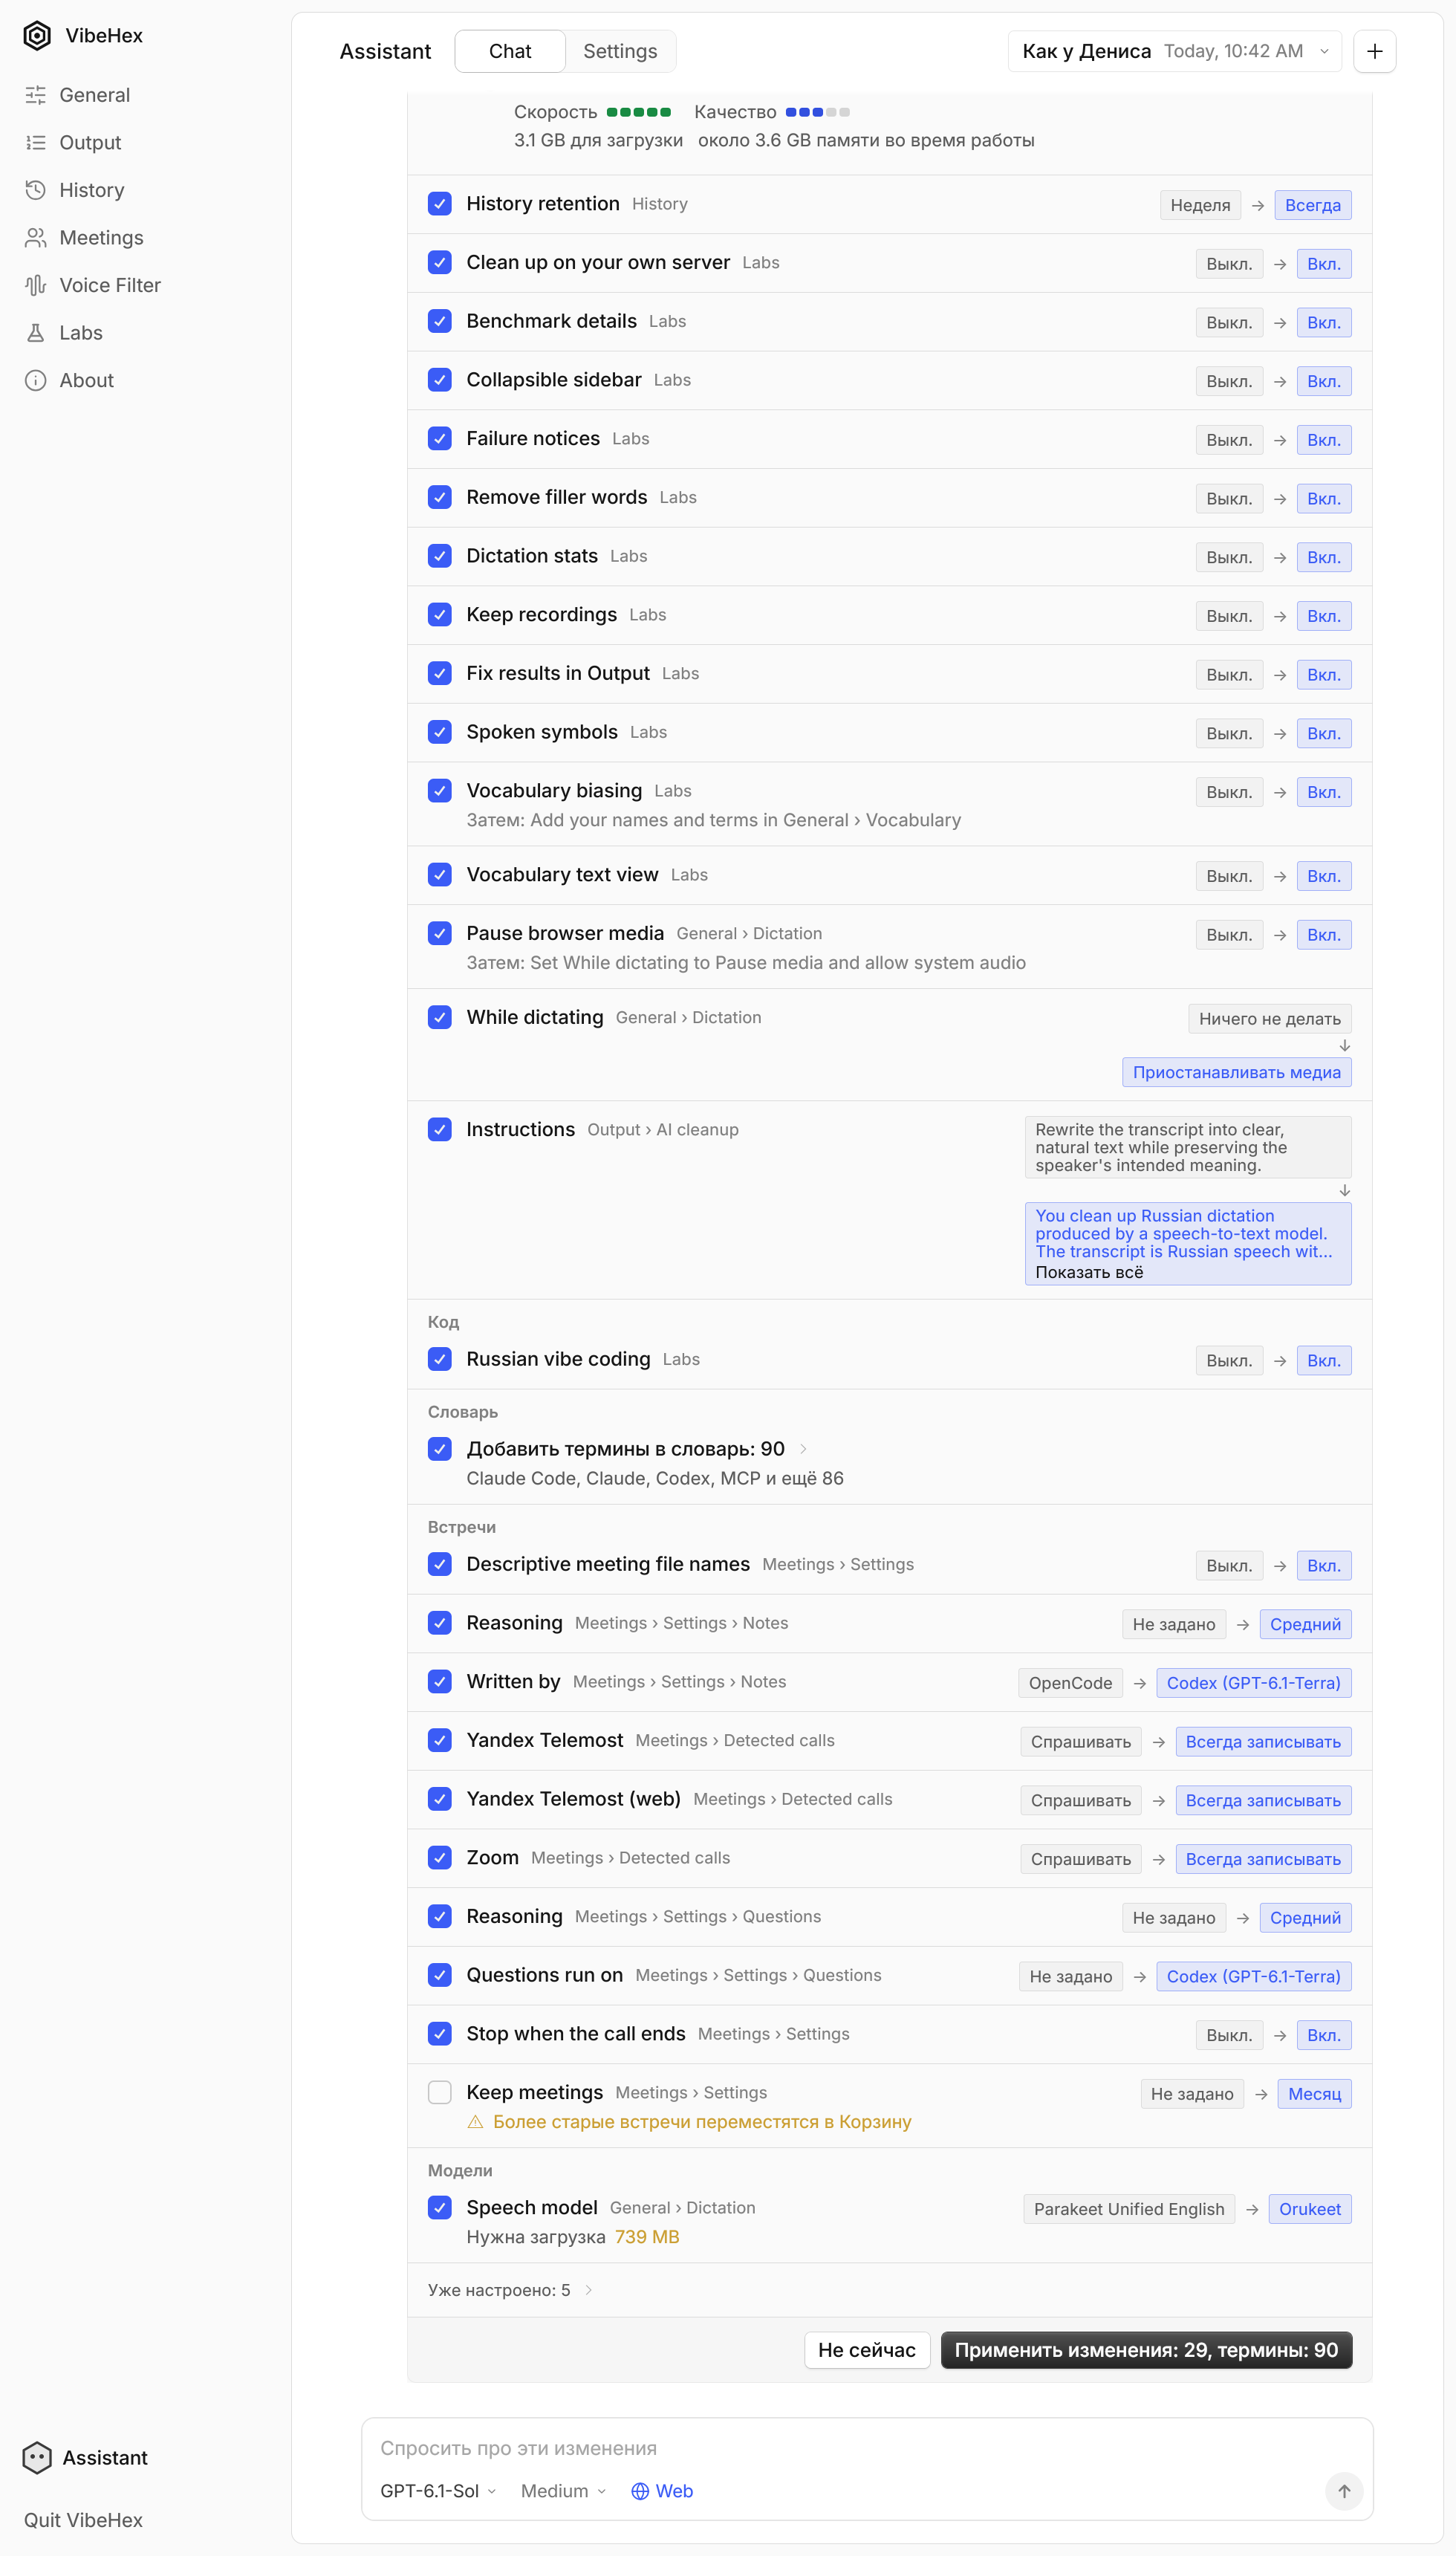 VibeHex
General
Output
History
Meetings
Voice Filter
Labs
About
Assistant
Quit VibeHex
Assistant Chat Settings Как у Дениса Today, 10:42 AM
Скорость Качество
3.1 GB для загрузки около 3.6 GB памяти во время работы
History retention History Неделя → Всегда
Clean up on your own server Labs Выкл. → Вкл.
Benchmark details Labs Выкл. → Вкл.
Collapsible sidebar Labs Выкл. → Вкл.
Failure notices Labs Выкл. → Вкл.
Remove filler words Labs Выкл. → Вкл.
Dictation stats Labs Выкл. → Вкл.
Keep recordings Labs Выкл. → Вкл.
Fix results in Output Labs Выкл. → Вкл.
Spoken symbols Labs Выкл. → Вкл.
Vocabulary biasing Labs Выкл. → Вкл.
Затем: Add your names and terms in General › Vocabulary
Vocabulary text view Labs Выкл. → Вкл.
Pause browser media General › Dictation Выкл. → Вкл.
Затем: Set While dictating to Pause media and allow system audio
While dictating General › Dictation Ничего не делать
↓
Приостанавливать медиа
Instructions Output › AI cleanup
Rewrite the transcript into clear,
natural text while preserving the
speaker's intended meaning.
↓
You clean up Russian dictation
produced by a speech-to-text model.
The transcript is Russian speech wit...
Показать всё
Код
Russian vibe coding Labs Выкл. → Вкл.
Словарь
Добавить термины в словарь: 90 ›
Claude Code, Claude, Codex, MCP и ещё 86
Встречи
Descriptive meeting file names Meetings › Settings Выкл. → Вкл.
Reasoning Meetings › Settings › Notes Не задано → Средний
Written by Meetings › Settings › Notes OpenCode → Codex (GPT-6.1-Terra)
Yandex Telemost Meetings › Detected calls Спрашивать → Всегда записывать
Yandex Telemost (web) Meetings › Detected calls Спрашивать → Всегда записывать
Zoom Meetings › Detected calls Спрашивать → Всегда записывать
Reasoning Meetings › Settings › Questions Не задано → Средний
Questions run on Meetings › Settings › Questions Не задано → Codex (GPT-6.1-Terra)
Stop when the call ends Meetings › Settings Выкл. → Вкл.
Keep meetings Meetings › Settings Не задано → Месяц
Более старые встречи переместятся в Корзину
Модели
Speech model General › Dictation Parakeet Unified English → Orukeet
Нужна загрузка 739 MB
Уже настроено: 5 ›
Не сейчас Применить изменения: 29, термины: 90
Спросить про эти изменения
GPT-6.1-Sol Medium Web